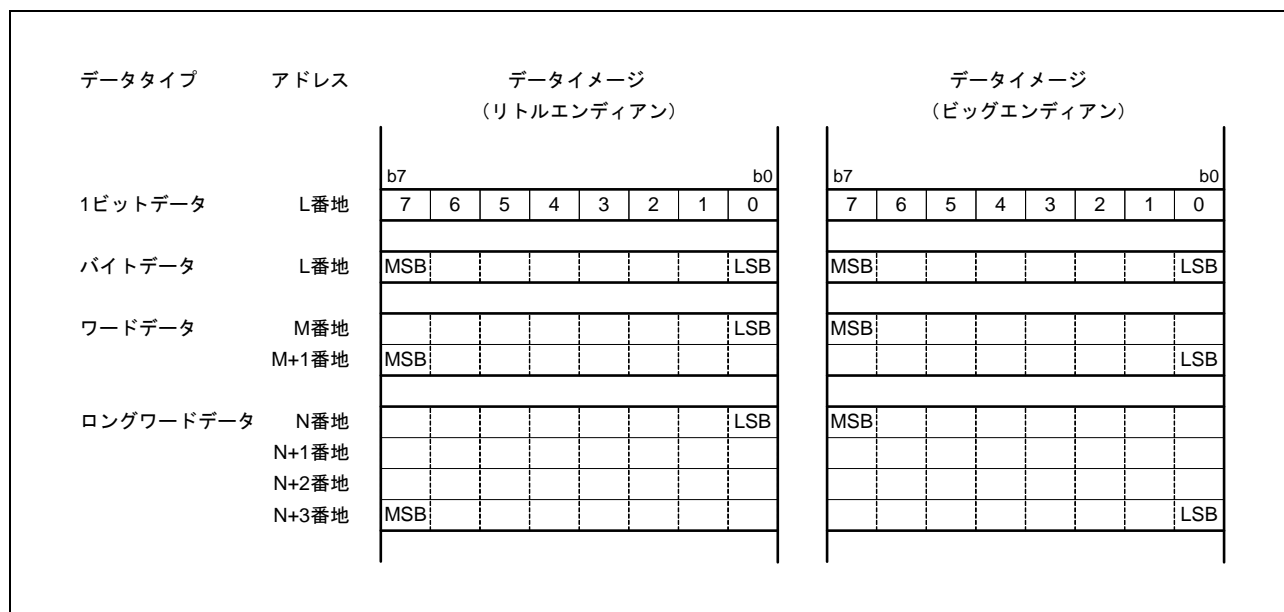 データタイプ アドレス データイメージ データイメージ
（リトルエンディアン） （ビッグエンディアン）
b7 b0 b7 b0
1ビットデータ L番地 7 6 5 4 3 2 1 0 7 6 5 4 3 2 1 0
バイトデータ L番地 MSB LSB MSB LSB
ワードデータ M番地 LSB MSB
M+1番地 MSB LSB
ロングワードデータ N番地 LSB MSB
N+1番地
N+2番地
N+3番地 MSB LSB